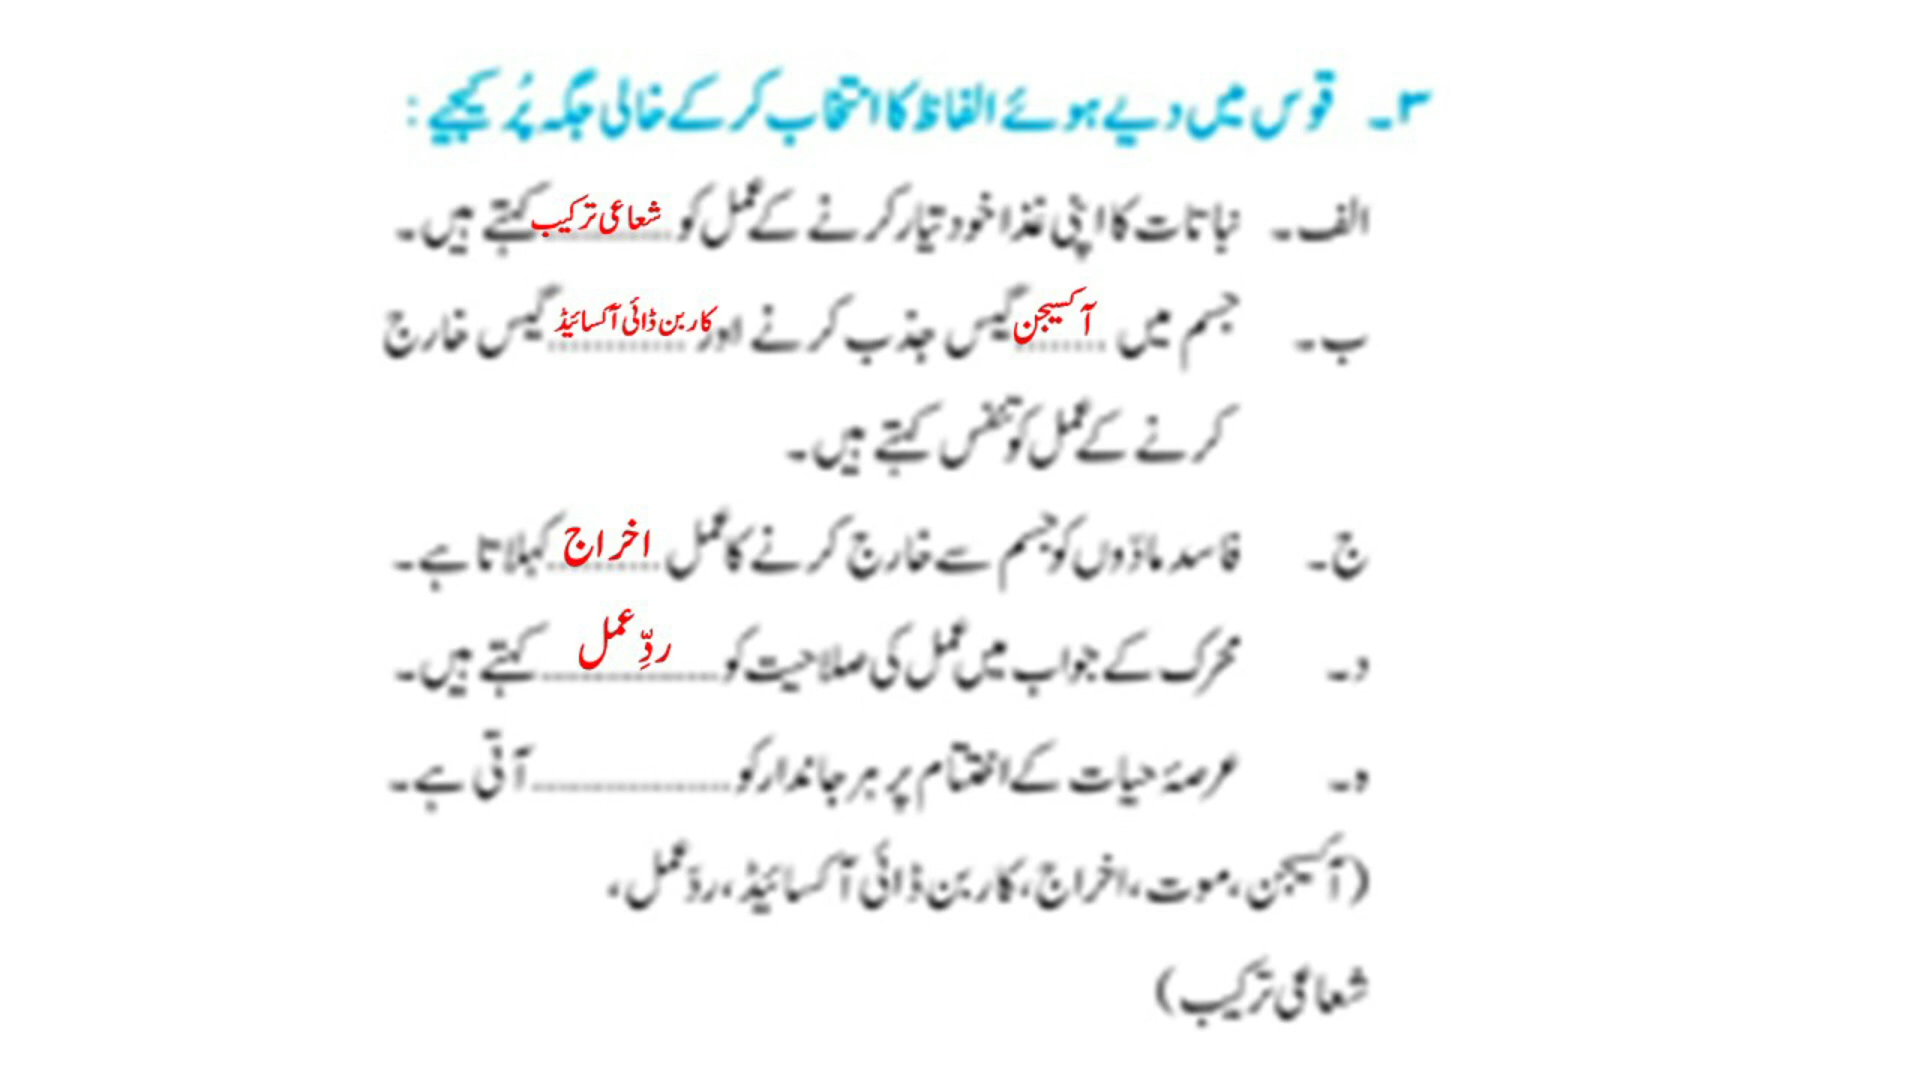 ۳۔ قوس میں دیے ہوئے الفاظ کا انتخاب کر کے خالی جگہ پُر کیجیے :
الف۔ نباتات کا اپنی غذا خود تیار کرنے کے عمل کو شعاعی ترکیب کہتے ہیں۔
ب۔ جسم میں آکسیجن گیس جذب کرنے اور کاربن ڈائی آکسائیڈ گیس خارج
کرنے کے عمل کو تنفس کہتے ہیں۔
ج۔ فاسد مادّوں کو جسم سے خارج کرنے کا عمل اخراج کہلاتا ہے۔
د۔ محرک کے جواب میں عمل کی صلاحیت کو ردِّ عمل کہتے ہیں۔
ہ۔ عرصۂ حیات کے اختتام پر ہر جاندار کو .................. آتی ہے۔
(آکسیجن، موت، اخراج، کاربن ڈائی آکسائیڈ، ردّعمل،
شعاعی ترکیب)